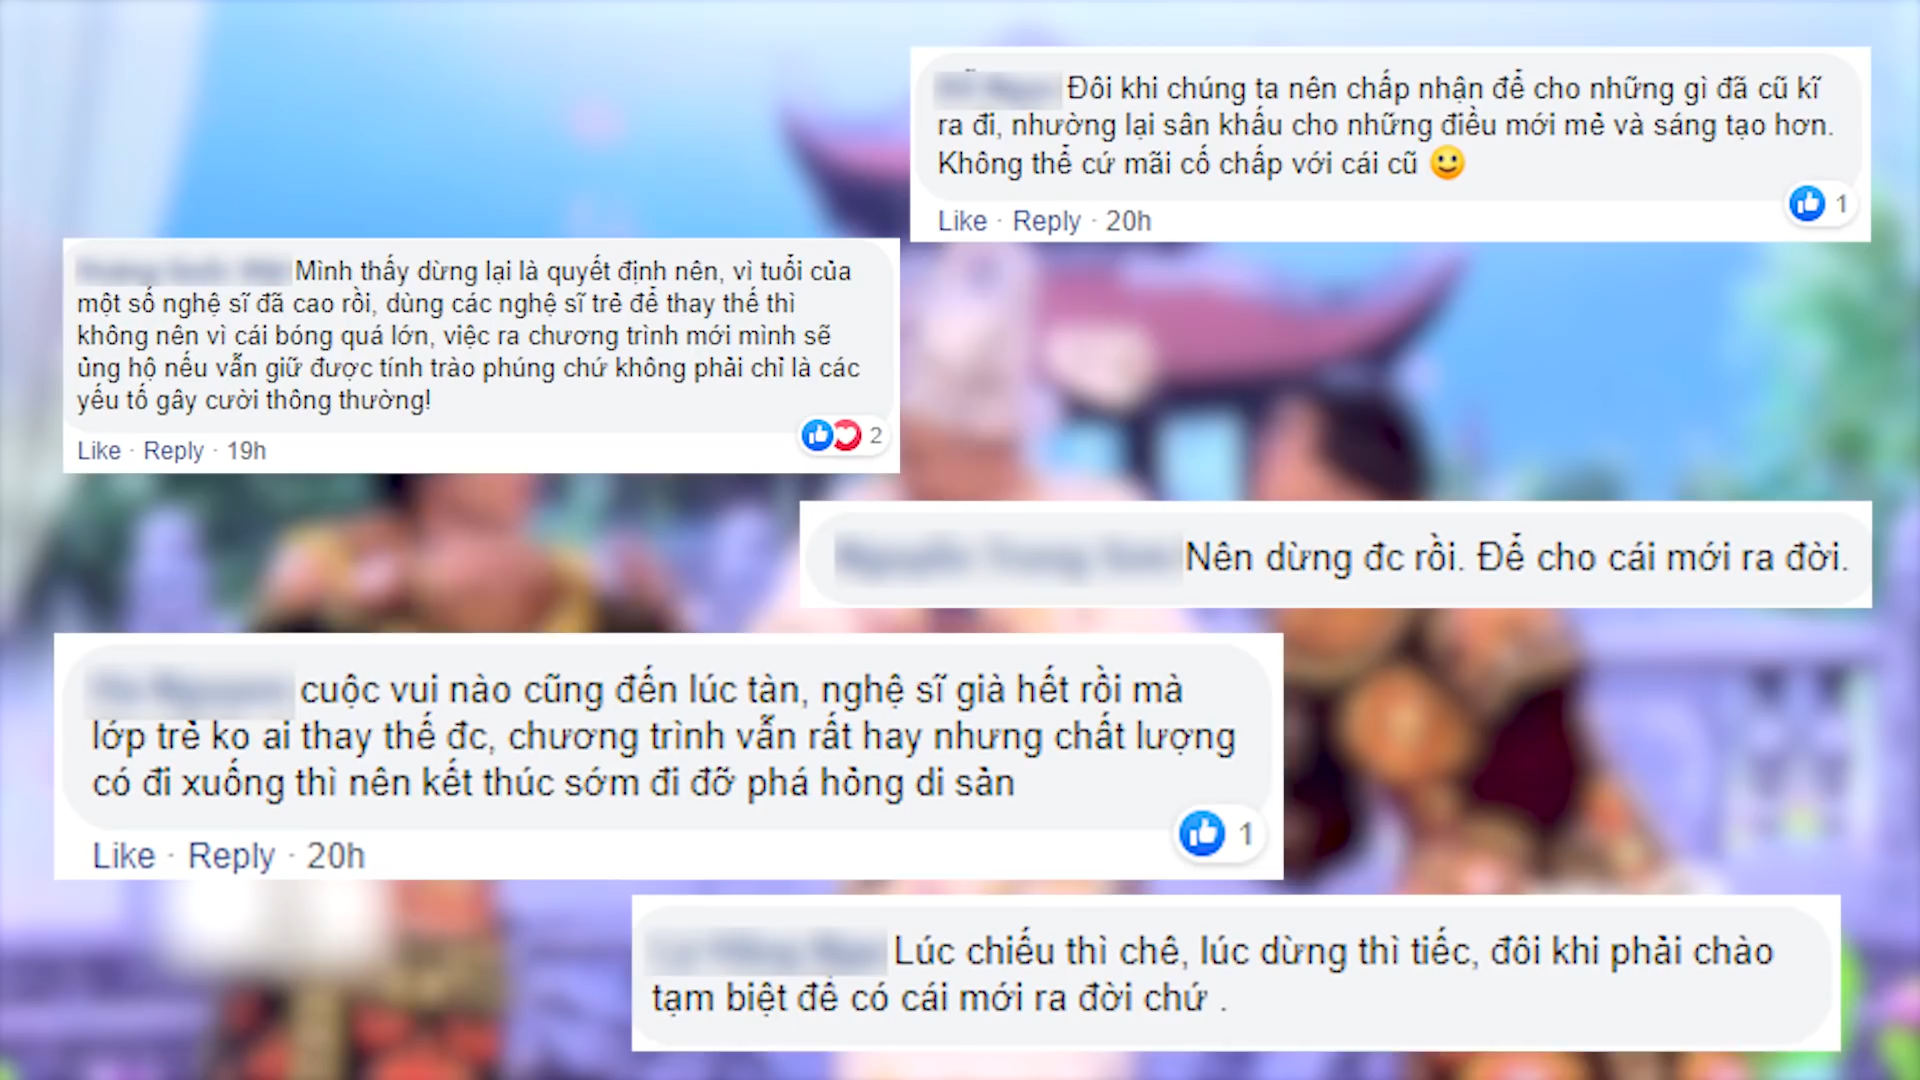 Đôi khi chúng ta nên chấp nhận để cho những gì đã cũ kĩ
ra đi, nhường lại sân khấu cho những điều mới mẻ và sáng tạo hơn.
Không thể cứ mãi cố chấp với cái cũ 🙂
1
Like · Reply · 20h
Mình thấy dừng lại là quyết định nên, vì tuổi của
một số nghệ sĩ đã cao rồi, dùng các nghệ sĩ trẻ để thay thế thì
không nên vì cái bóng quá lớn, việc ra chương trình mới mình sẽ
ủng hộ nếu vẫn giữ được tính trào phúng chứ không phải chỉ là các
yếu tố gây cười thông thường!
2
Like · Reply · 19h
Nên dừng đc rồi. Để cho cái mới ra đời.
cuộc vui nào cũng đến lúc tàn, nghệ sĩ già hết rồi mà
lớp trẻ ko ai thay thế đc, chương trình vẫn rất hay nhưng chất lượng
có đi xuống thì nên kết thúc sớm đi đỡ phá hỏng di sản
1
Like · Reply · 20h
Lúc chiếu thì chê, lúc dừng thì tiếc, đôi khi phải chào
tạm biệt để có cái mới ra đời chứ .